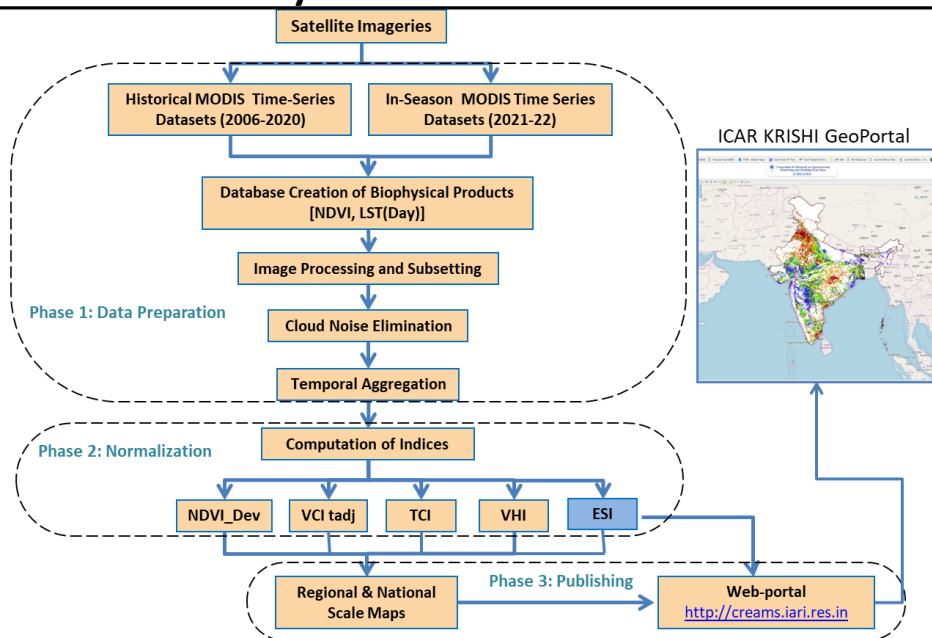 Satellite Imageries
Historical MODIS Time-Series
Datasets (2006-2020)
In-Season MODIS Time Series
Datasets (2021-22)
ICAR KRISHI GeoPortal
Database Creation of Biophysical Products
[NDVI, LST(Day)]
Image Processing and Subsetting
Phase 1: Data Preparation
Cloud Noise Elimination
Temporal Aggregation
Phase 2: Normalization
Computation of Indices
NDVI_Dev
VCI tadj
TCI
VHI
ESI
Phase 3: Publishing
Regional & National
Scale Maps
Web-portal
http://creams.iari.res.in